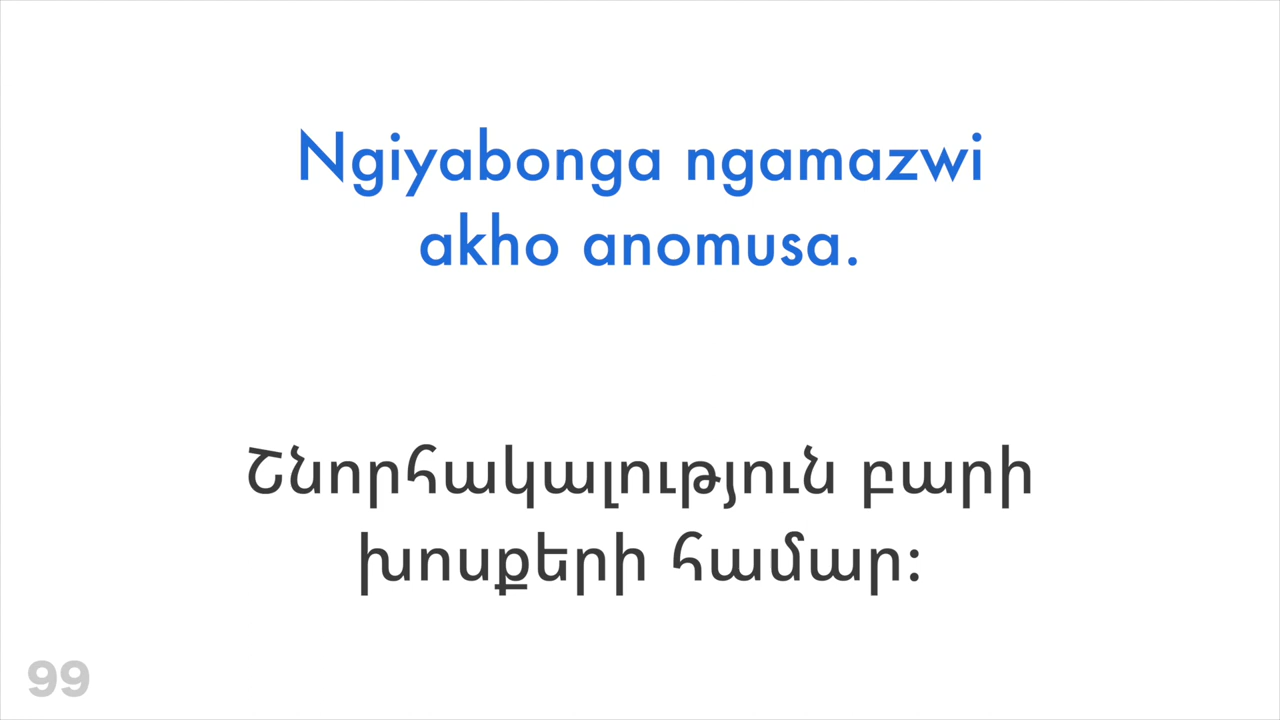 Ngiyabonga ngamazwi
akho anomusa.
Շնորհակալություն բարի
խոսքերի համար։
99